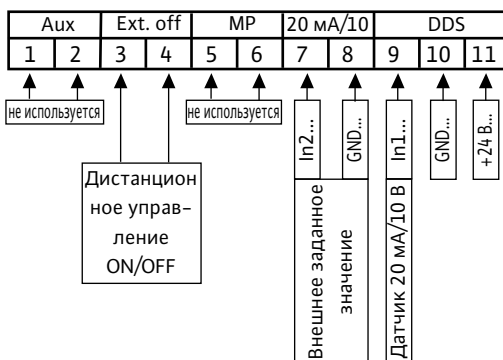 Aux Ext. off MP 20 мА/10 DDS
1 2 3 4 5 6 7 8 9 10 11
не используется
не используется
In2...
GND...
In1...
GND...
+24 В...
Дистанцион
ное управ-
ление
ON/OFF
Внешнее заданное
значение
Датчик 20 мА/10 В